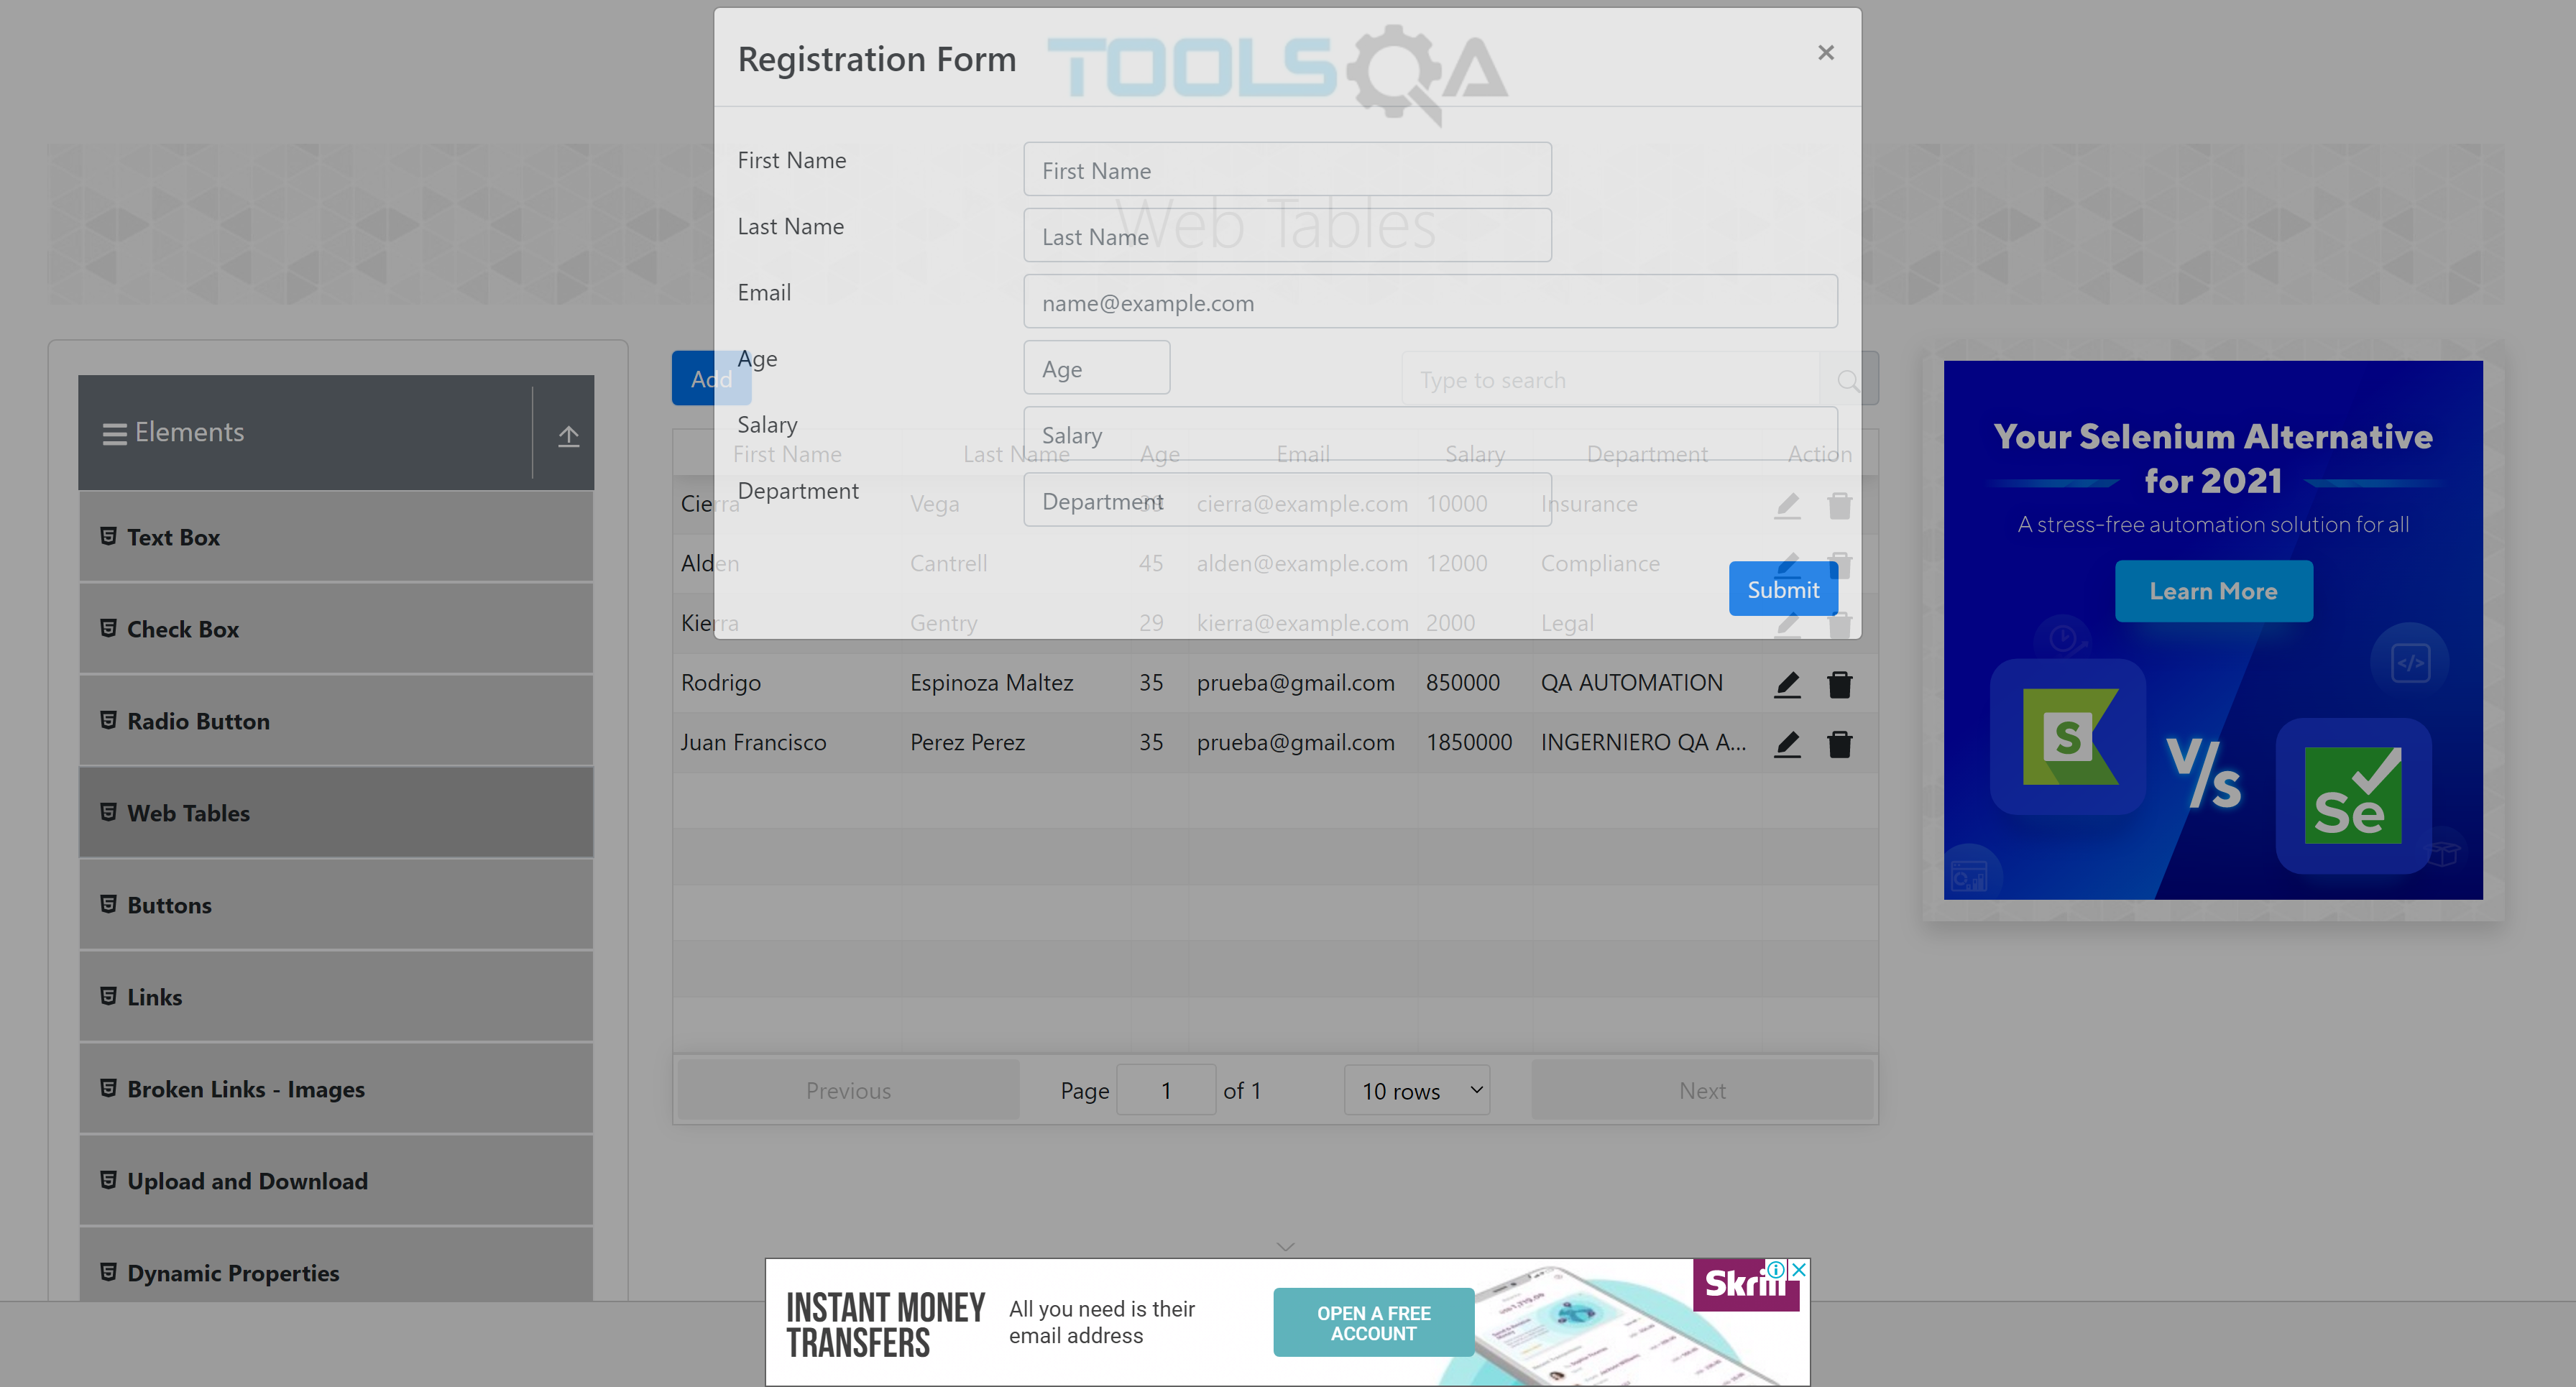 TOOLSQA
Registration Form
×
First Name
First Name
Last Name
Last Name
Web Tables
Email
name@example.com
Age
Age
Salary
Salary
Department
Department
Submit
Add
Type to search
First Name Last Name Age Email Salary Department Action
Cierra Vega 39 cierra@example.com 10000 Insurance
Alden Cantrell 45 alden@example.com 12000 Compliance
Kierra Gentry 29 kierra@example.com 2000 Legal
Rodrigo Espinoza Maltez 35 prueba@gmail.com 850000 QA AUTOMATION
Juan Francisco Perez Perez 35 prueba@gmail.com 1850000 INGERNIERO QA A...
Previous
Page 1 of 1
10 rows
Next
Elements
Text Box
Check Box
Radio Button
Web Tables
Buttons
Links
Broken Links - Images
Upload and Download
Dynamic Properties
Your Selenium Alternative
for 2021
A stress-free automation solution for all
Learn More
</>
S
V/S
Se
INSTANT MONEY
TRANSFERS
All you need is their
email address
OPEN A FREE
ACCOUNT
Skrill